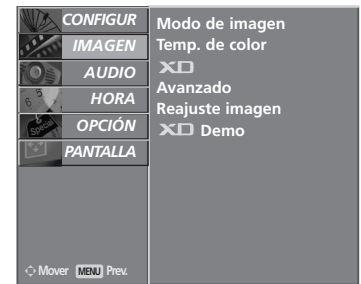 CONFIGUR
IMAGEN
AUDIO
HORA
OPCIÓN
PANTALLA
Mover MENU Prev.
Modo de imagen
Temp. de color
XD
Avanzado
Reajuste imagen
XD Demo